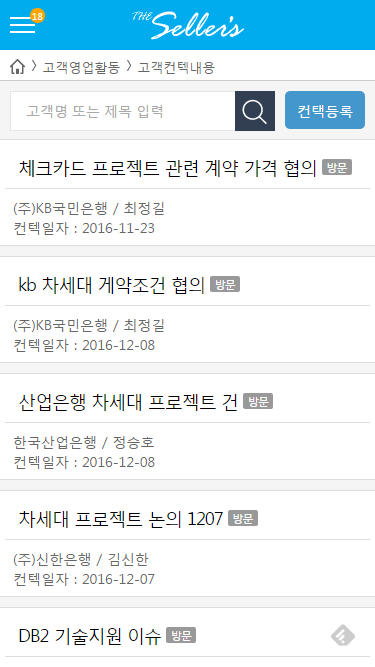 18
THE Seller's
고객영업활동 > 고객컨텍내용
고객명 또는 제목 입력
컨택등록
체크카드 프로젝트 관련 계약 가격 협의 방문
(주)KB국민은행 / 최정길
컨텍일자 : 2016-11-23
kb 차세대 게약조건 협의 방문
(주)KB국민은행 / 최정길
컨텍일자 : 2016-12-08
산업은행 차세대 프로젝트 건 방문
한국산업은행 / 정승호
컨텍일자 : 2016-12-08
차세대 프로젝트 논의 1207 방문
(주)신한은행 / 김신한
컨텍일자 : 2016-12-07
DB2 기술지원 이슈 방문